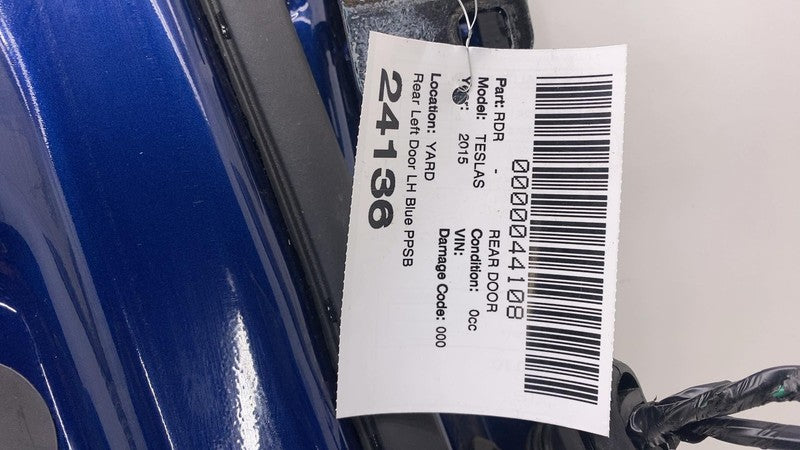 0000044108
Part: RDR - REAR DOOR
Model: TESLAS Condition: 0cc
Year: 2015 VIN:
Location: YARD Damage Code: 000
Rear Left Door LH Blue PPSB
24136